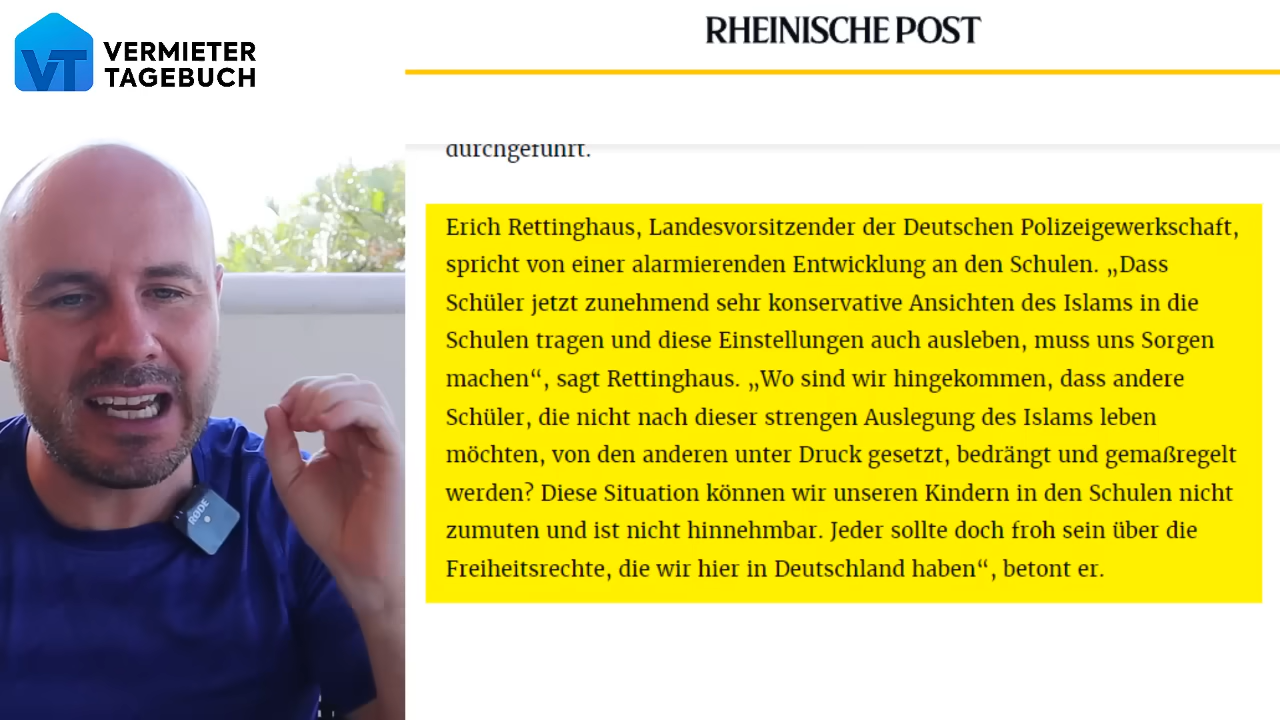 VT
VERMIETER
TAGEBUCH
RHEINISCHE POST
durchgeführt.
Erich Rettinghaus, Landesvorsitzender der Deutschen Polizeigewerkschaft,
spricht von einer alarmierenden Entwicklung an den Schulen. „Dass
Schüler jetzt zunehmend sehr konservative Ansichten des Islams in die
Schulen tragen und diese Einstellungen auch ausleben, muss uns Sorgen
machen“, sagt Rettinghaus. „Wo sind wir hingekommen, dass andere
Schüler, die nicht nach dieser strengen Auslegung des Islams leben
möchten, von den anderen unter Druck gesetzt, bedrängt und gemaßregelt
werden? Diese Situation können wir unseren Kindern in den Schulen nicht
zumuten und ist nicht hinnehmbar. Jeder sollte doch froh sein über die
Freiheitsrechte, die wir hier in Deutschland haben“, betont er.
RØDE